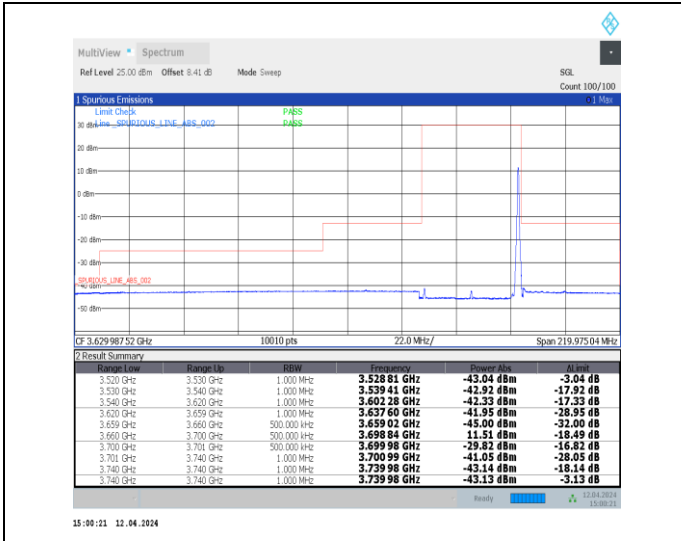 MultiView Spectrum
Ref Level 25.00 dBm Offset 8.41 dB Mode Sweep SGL
Count 100/100
1 Spurious Emissions 1 Max
Limit Check PASS
30 dBm Line _SPURIOUS_LINE_ABS_002 PASS
20 dBm
10 dBm
0 dBm
-10 dBm
-20 dBm
-30 dBm
_SPURIOUS_LINE_ABS_002
-40 dBm
-50 dBm
CF 3.629 987 52 GHz 10010 pts 22.0 MHz/ Span 219.975 04 MHz
2 Result Summary
Range Low Range Up RBW Frequency Power Abs ΔLimit
3.520 GHz 3.530 GHz 1.000 MHz 3.528 81 GHz -43.04 dBm -3.04 dB
3.530 GHz 3.540 GHz 1.000 MHz 3.539 41 GHz -42.92 dBm -17.92 dB
3.540 GHz 3.620 GHz 1.000 MHz 3.602 28 GHz -42.33 dBm -17.33 dB
3.620 GHz 3.659 GHz 1.000 MHz 3.637 60 GHz -41.95 dBm -28.95 dB
3.659 GHz 3.660 GHz 500.000 kHz 3.659 02 GHz -45.00 dBm -32.00 dB
3.660 GHz 3.700 GHz 500.000 kHz 3.698 84 GHz 11.51 dBm -18.49 dB
3.700 GHz 3.701 GHz 500.000 kHz 3.699 98 GHz -29.82 dBm -16.82 dB
3.701 GHz 3.740 GHz 1.000 MHz 3.700 99 GHz -41.05 dBm -28.05 dB
3.740 GHz 3.740 GHz 1.000 MHz 3.739 98 GHz -43.14 dBm -18.14 dB
3.740 GHz 3.740 GHz 1.000 MHz 3.739 98 GHz -43.13 dBm -3.13 dB
Ready 12.04.2024
15:00:21
15:00:21 12.04.2024